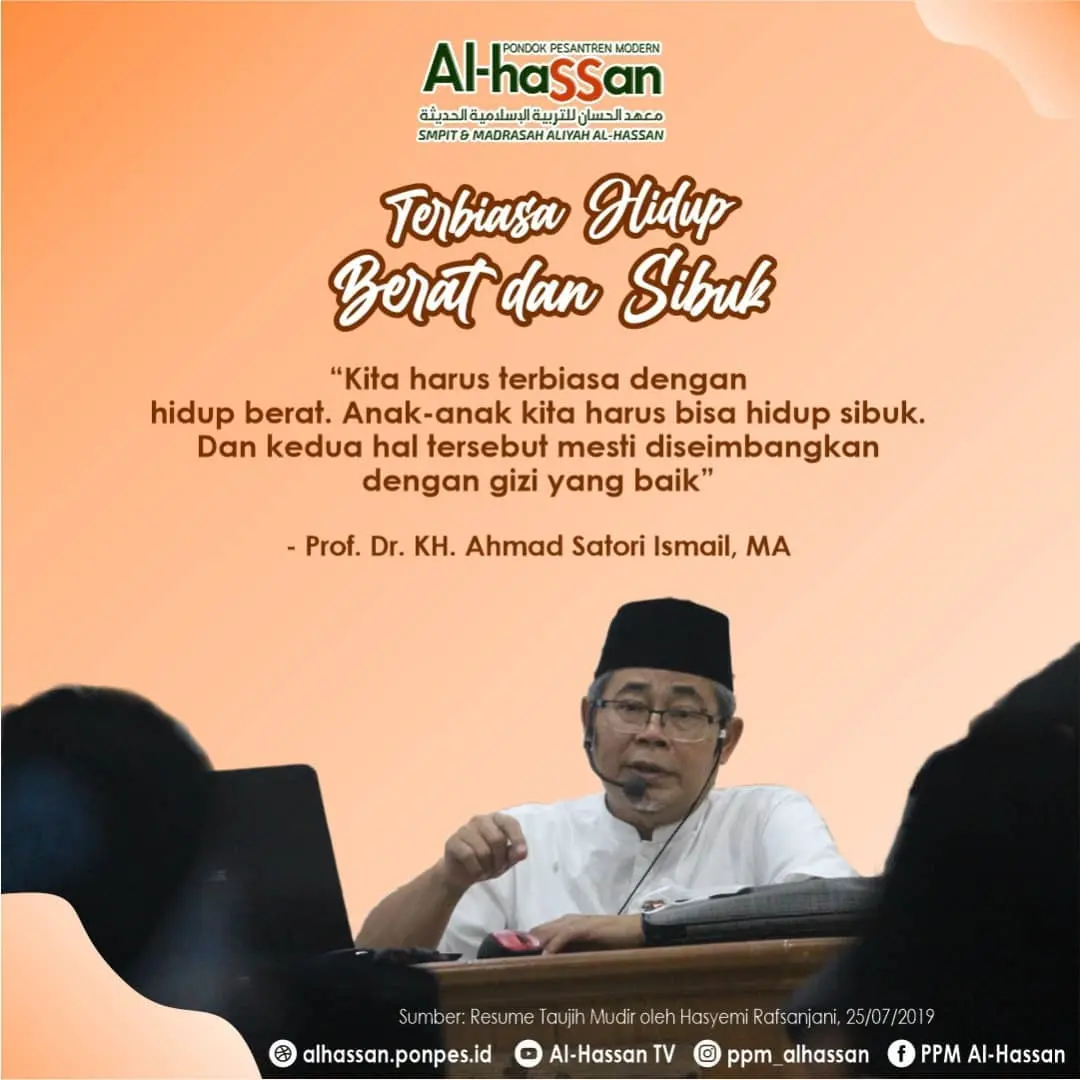 PONDOK PESANTREN MODERN
Al-haSSan
معهد الحسان للتربية الإسلامية الحديثة
SMPIT & MADRASAH ALIYAH AL-HASSAN
Terbiasa Hidup
Berat dan Sibuk
“Kita harus terbiasa dengan
hidup berat. Anak-anak kita harus bisa hidup sibuk.
Dan kedua hal tersebut mesti diseimbangkan
dengan gizi yang baik”
- Prof. Dr. KH. Ahmad Satori Ismail, MA
Sumber: Resume Taujih Mudir oleh Hasyemi Rafsanjani, 25/07/2019
alhassan.ponpes.id Al-Hassan TV ppm_alhassan PPM Al-Hassan